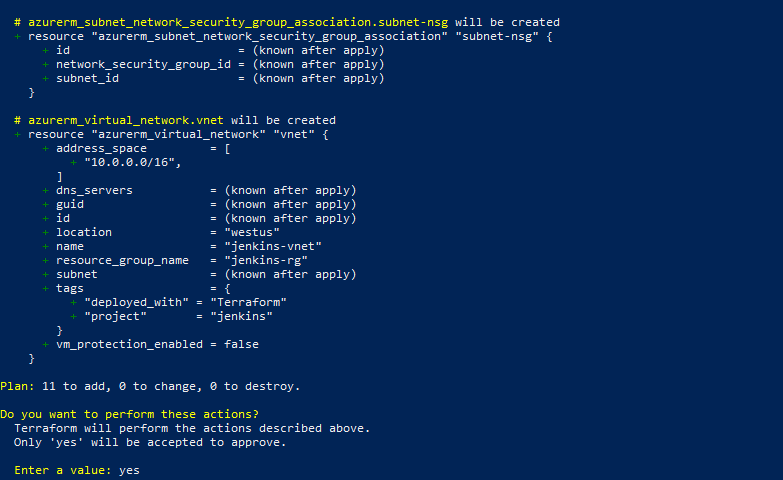 # azurerm_subnet_network_security_group_association.subnet-nsg will be created
+ resource "azurerm_subnet_network_security_group_association" "subnet-nsg" {
+ id = (known after apply)
+ network_security_group_id = (known after apply)
+ subnet_id = (known after apply)
}
# azurerm_virtual_network.vnet will be created
+ resource "azurerm_virtual_network" "vnet" {
+ address_space = [
+ "10.0.0.0/16",
]
+ dns_servers = (known after apply)
+ guid = (known after apply)
+ id = (known after apply)
+ location = "westus"
+ name = "jenkins-vnet"
+ resource_group_name = "jenkins-rg"
+ subnet = (known after apply)
+ tags = {
+ "deployed_with" = "Terraform"
+ "project" = "jenkins"
}
+ vm_protection_enabled = false
}
Plan: 11 to add, 0 to change, 0 to destroy.
Do you want to perform these actions?
Terraform will perform the actions described above.
Only 'yes' will be accepted to approve.
Enter a value: yes